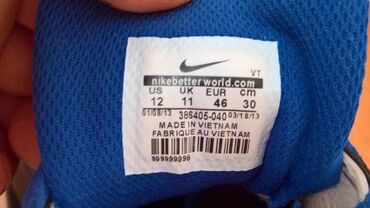 VT
nikebetterworld.com
US UK EUR cm
12 11 46 30
01/08/13 386405-040 03/18/13
MADE IN VIETNAM
FABRIQUE AU VIETNAM
999999999